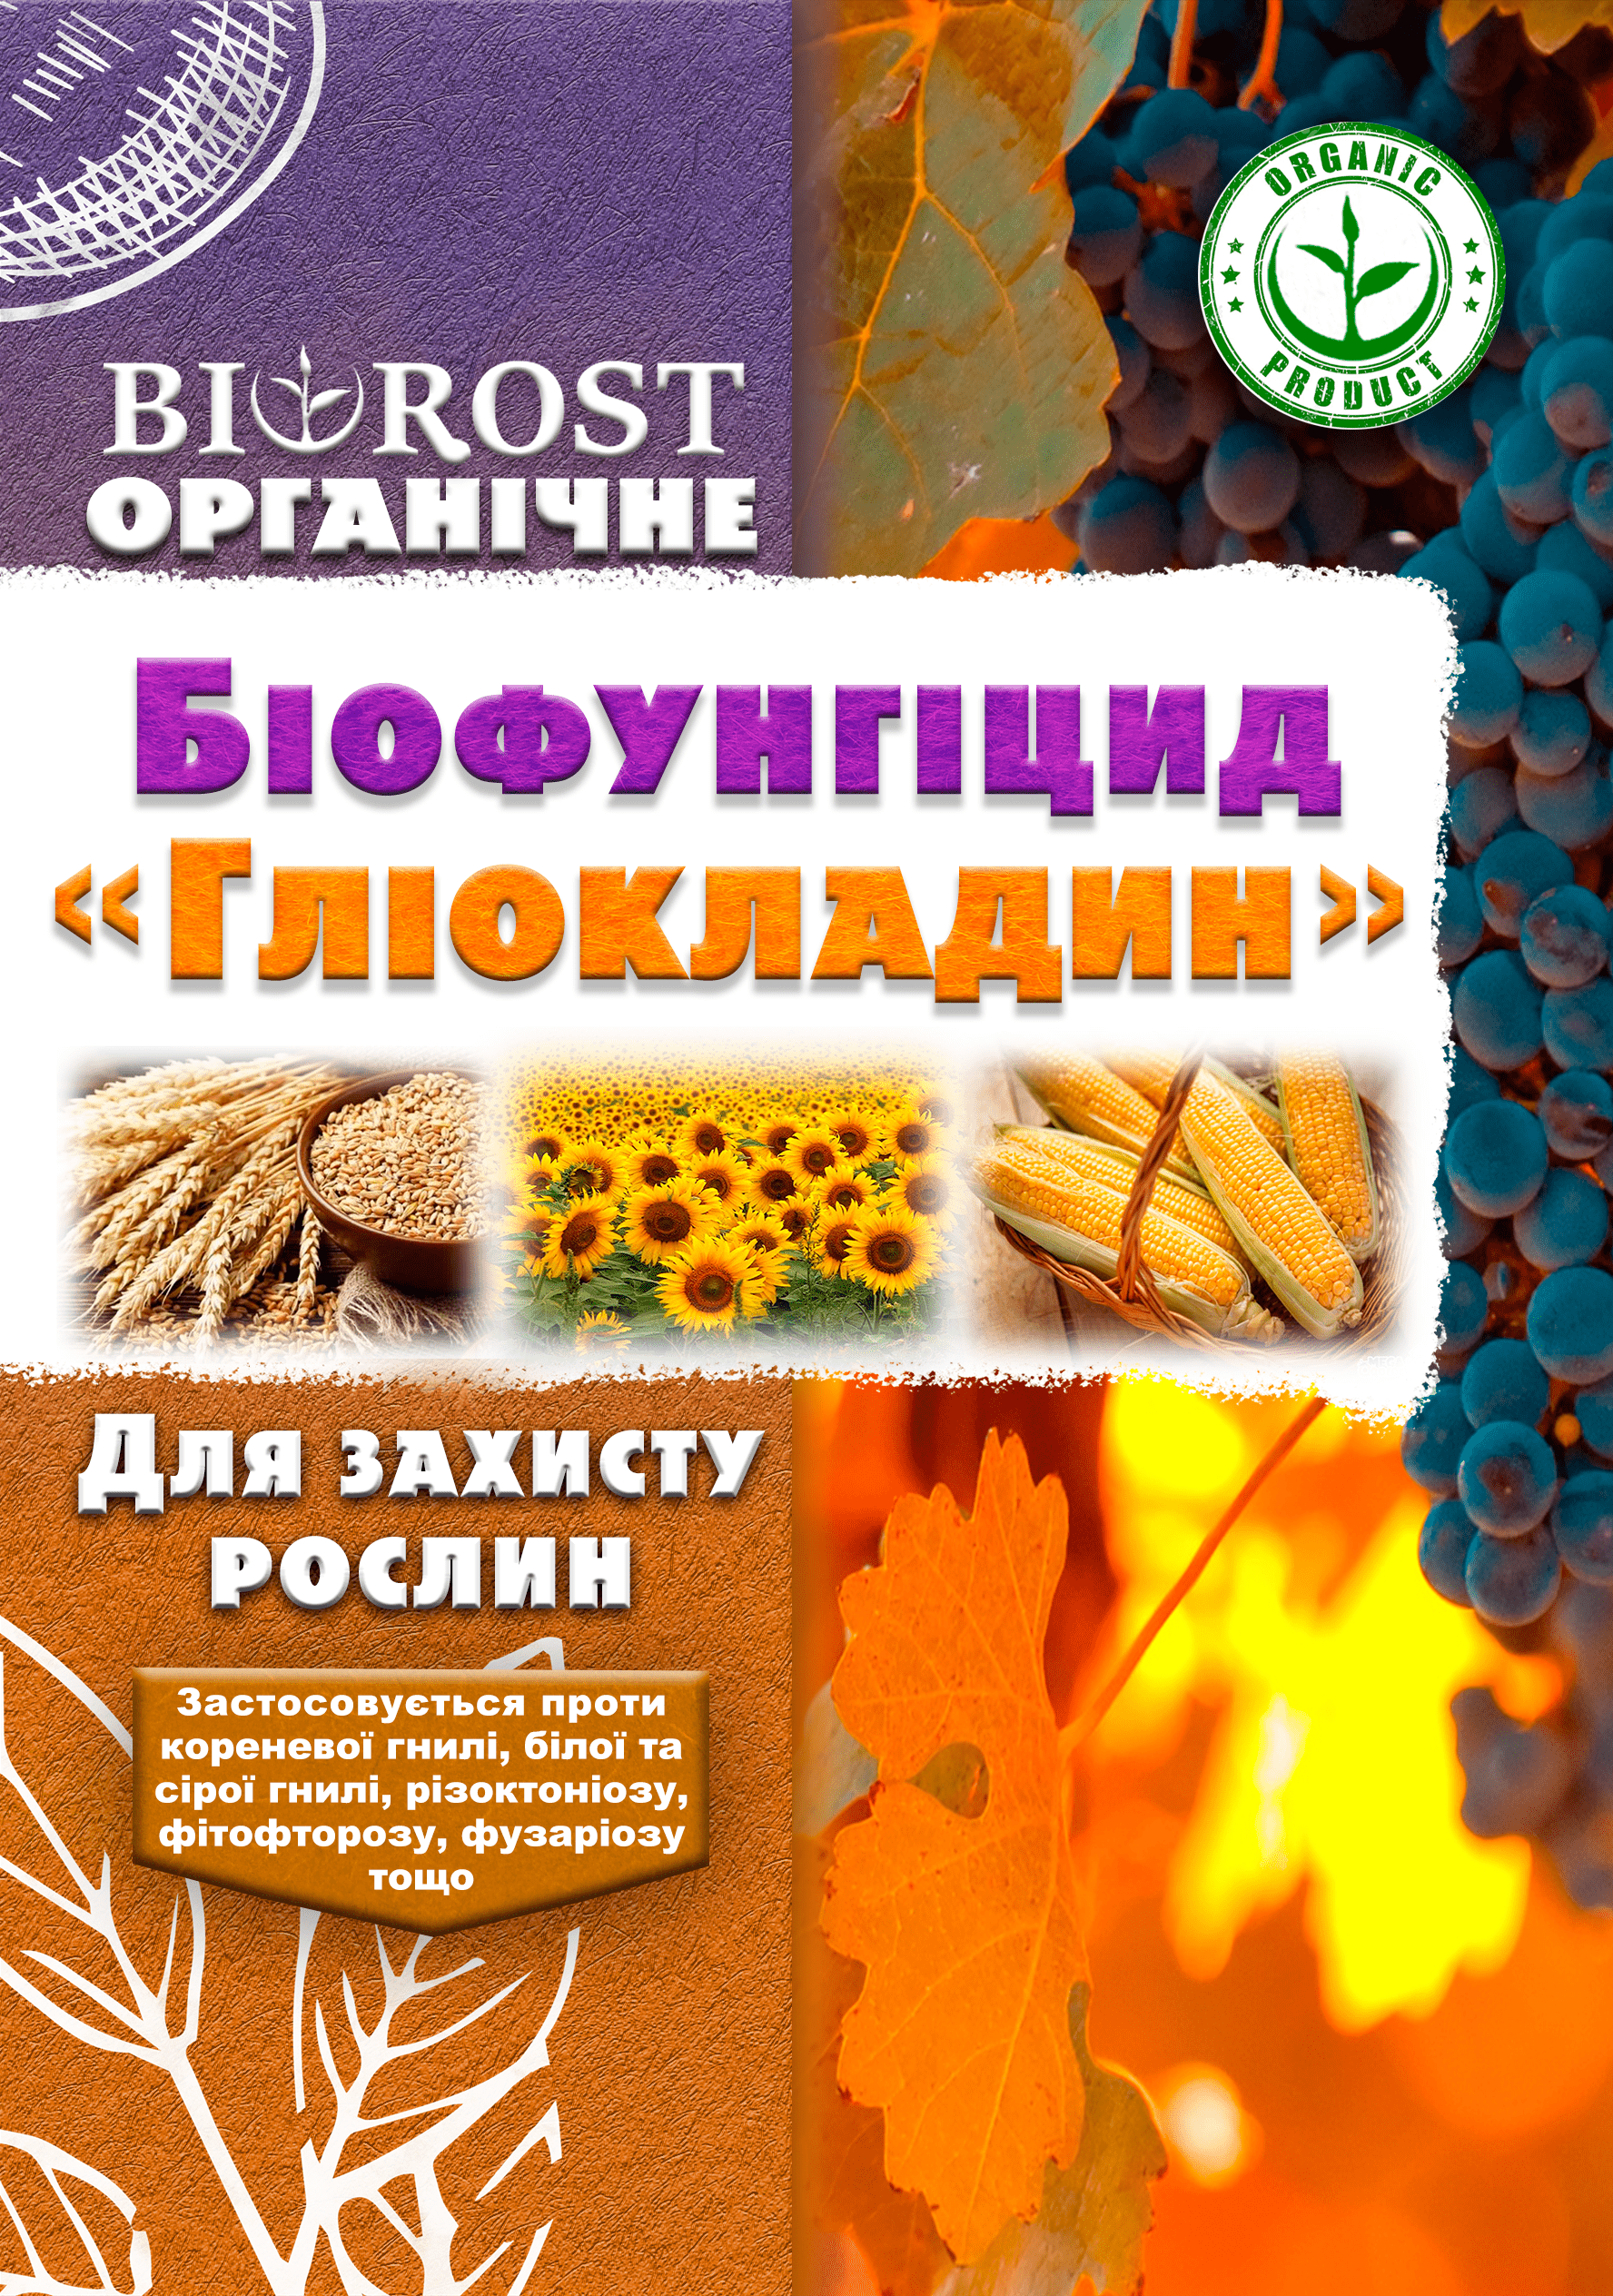 ORGANIC
PRODUCT
BIOROST
ОРГАНІЧНЕ
Біофунгіцид
«Гліокладин»
Для захисту
рослин
Застосовується проти
кореневої гнилі, білої та
сірої гнилі, різоктоніозу,
фітофторозу, фузаріозу
тощо